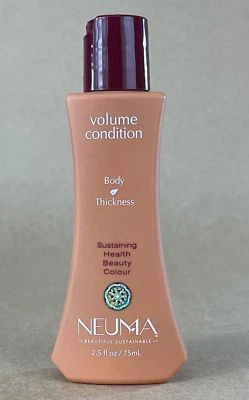 volume
condition
Body
Thickness
Sustaining
Health
Beauty
Colour
NEUMA
BEAUTIFUL SUSTAINABLE
2.5 fl oz / 75mL